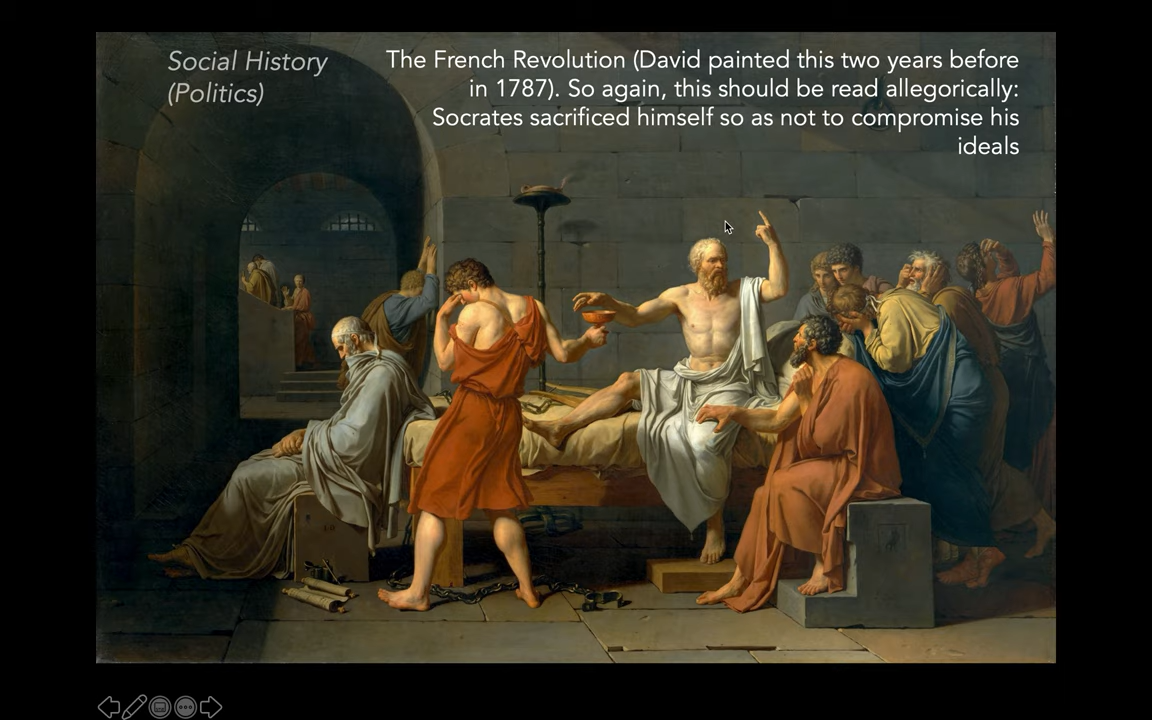 Social History
(Politics)
The French Revolution (David painted this two years before
in 1787). So again, this should be read allegorically:
Socrates sacrificed himself so as not to compromise his
ideals